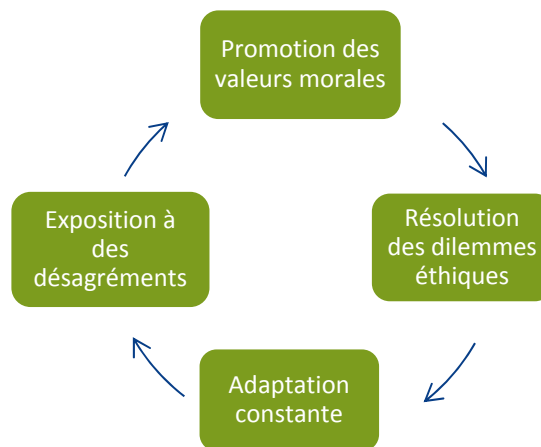 Promotion des
valeurs morales
Résolution
des dilemmes
éthiques
Adaptation
constante
Exposition à
des
désagréments